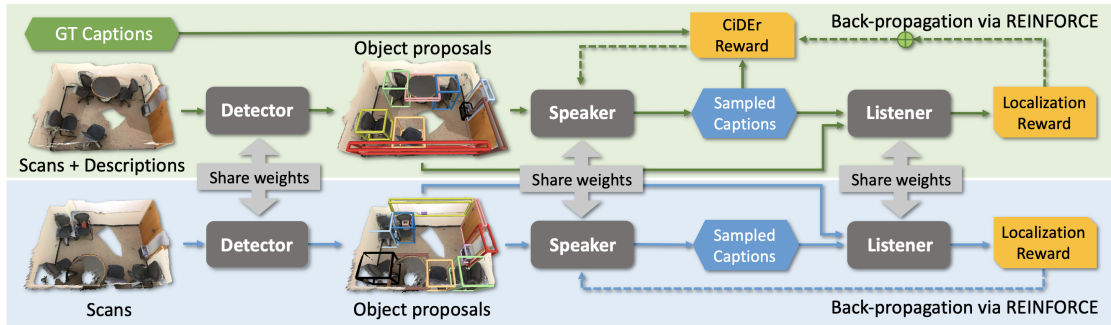 GT Captions
CiDEr
Reward
Back-propagation via REINFORCE
Object proposals
Detector
Speaker
Sampled
Captions
Listener
Localization
Reward
Scans + Descriptions
Share weights
Share weights
Share weights
Detector
Speaker
Sampled
Captions
Listener
Localization
Reward
Scans
Object proposals
Back-propagation via REINFORCE